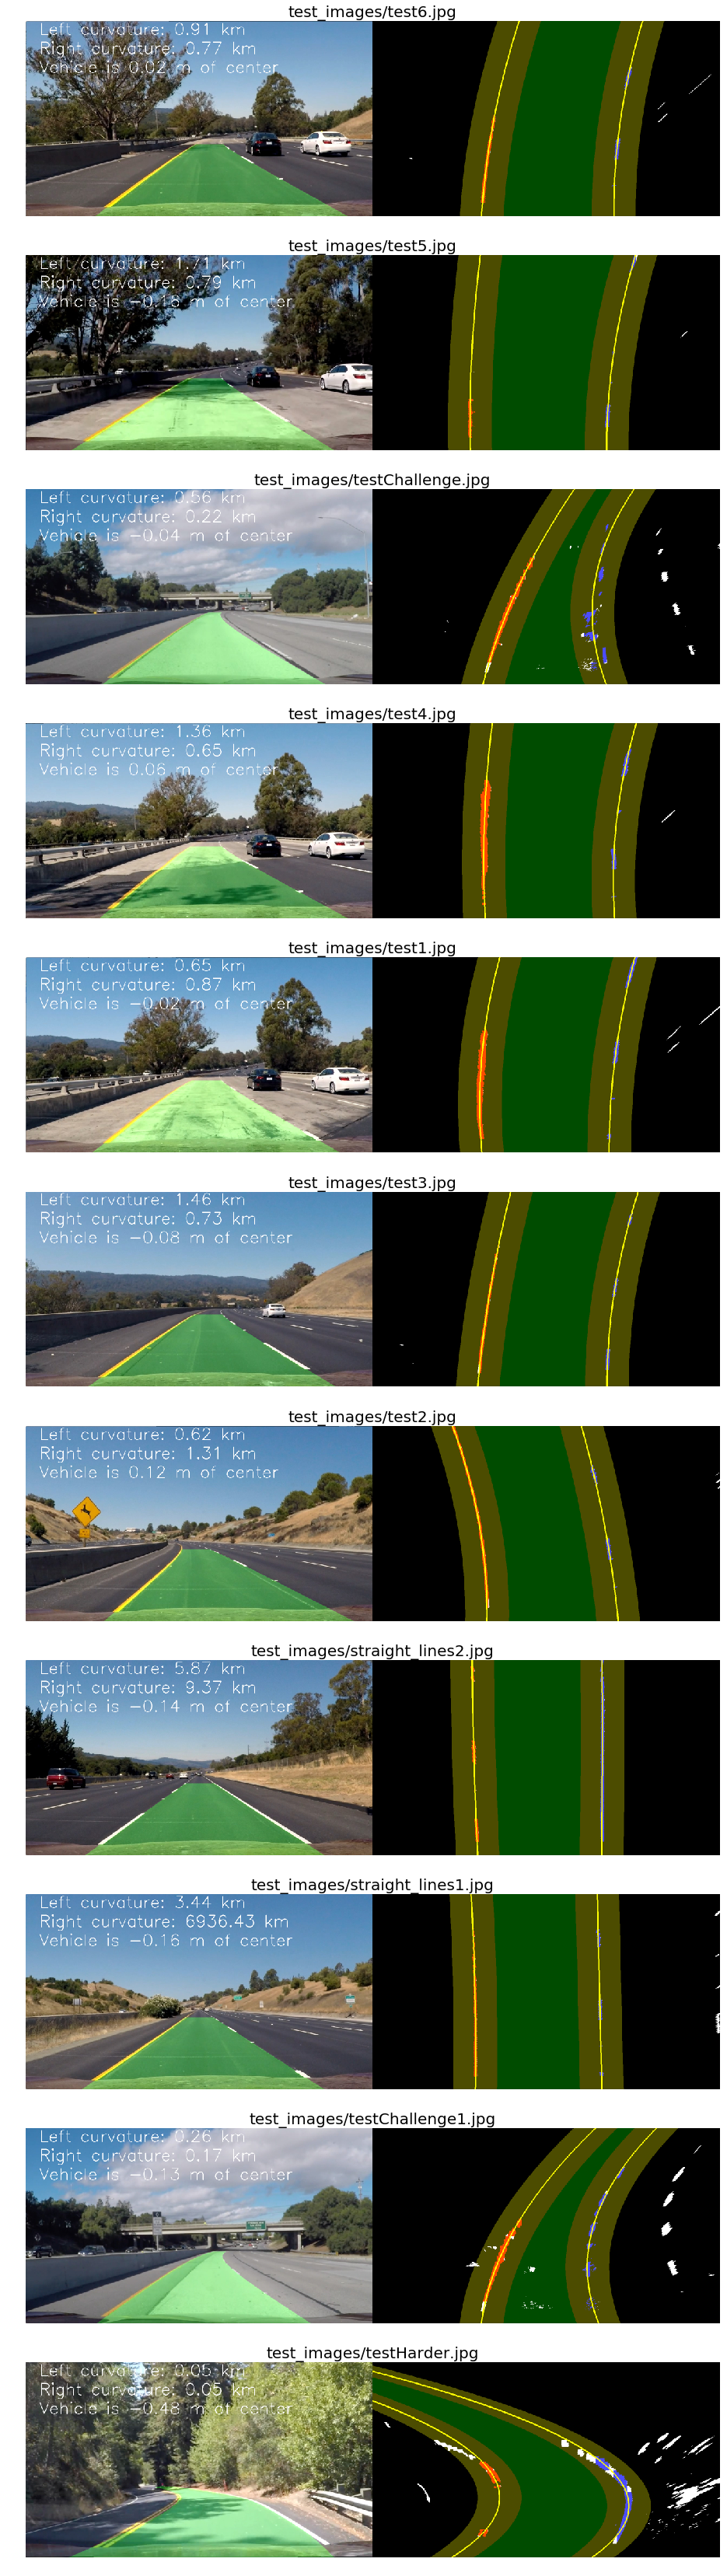 test_images/test6.jpg
Left curvature: 0.91 km
Right curvature: 0.77 km
Vehicle is 0.02 m of center
test_images/test5.jpg
Left curvature: 1.71 km
Right curvature: 0.79 km
Vehicle is −0.18 m of center
test_images/testChallenge.jpg
Left curvature: 0.56 km
Right curvature: 0.22 km
Vehicle is −0.04 m of center
test_images/test4.jpg
Left curvature: 1.36 km
Right curvature: 0.65 km
Vehicle is 0.06 m of center
test_images/test1.jpg
Left curvature: 0.65 km
Right curvature: 0.87 km
Vehicle is −0.02 m of center
test_images/test3.jpg
Left curvature: 1.46 km
Right curvature: 0.73 km
Vehicle is −0.08 m of center
test_images/test2.jpg
Left curvature: 0.62 km
Right curvature: 1.31 km
Vehicle is 0.12 m of center
test_images/straight_lines2.jpg
Left curvature: 5.87 km
Right curvature: 9.37 km
Vehicle is −0.14 m of center
test_images/straight_lines1.jpg
Left curvature: 3.44 km
Right curvature: 6936.43 km
Vehicle is −0.16 m of center
test_images/testChallenge1.jpg
Left curvature: 0.26 km
Right curvature: 0.17 km
Vehicle is −0.13 m of center
test_images/testHarder.jpg
Left curvature: 0.05 km
Right curvature: 0.05 km
Vehicle is −0.48 m of center